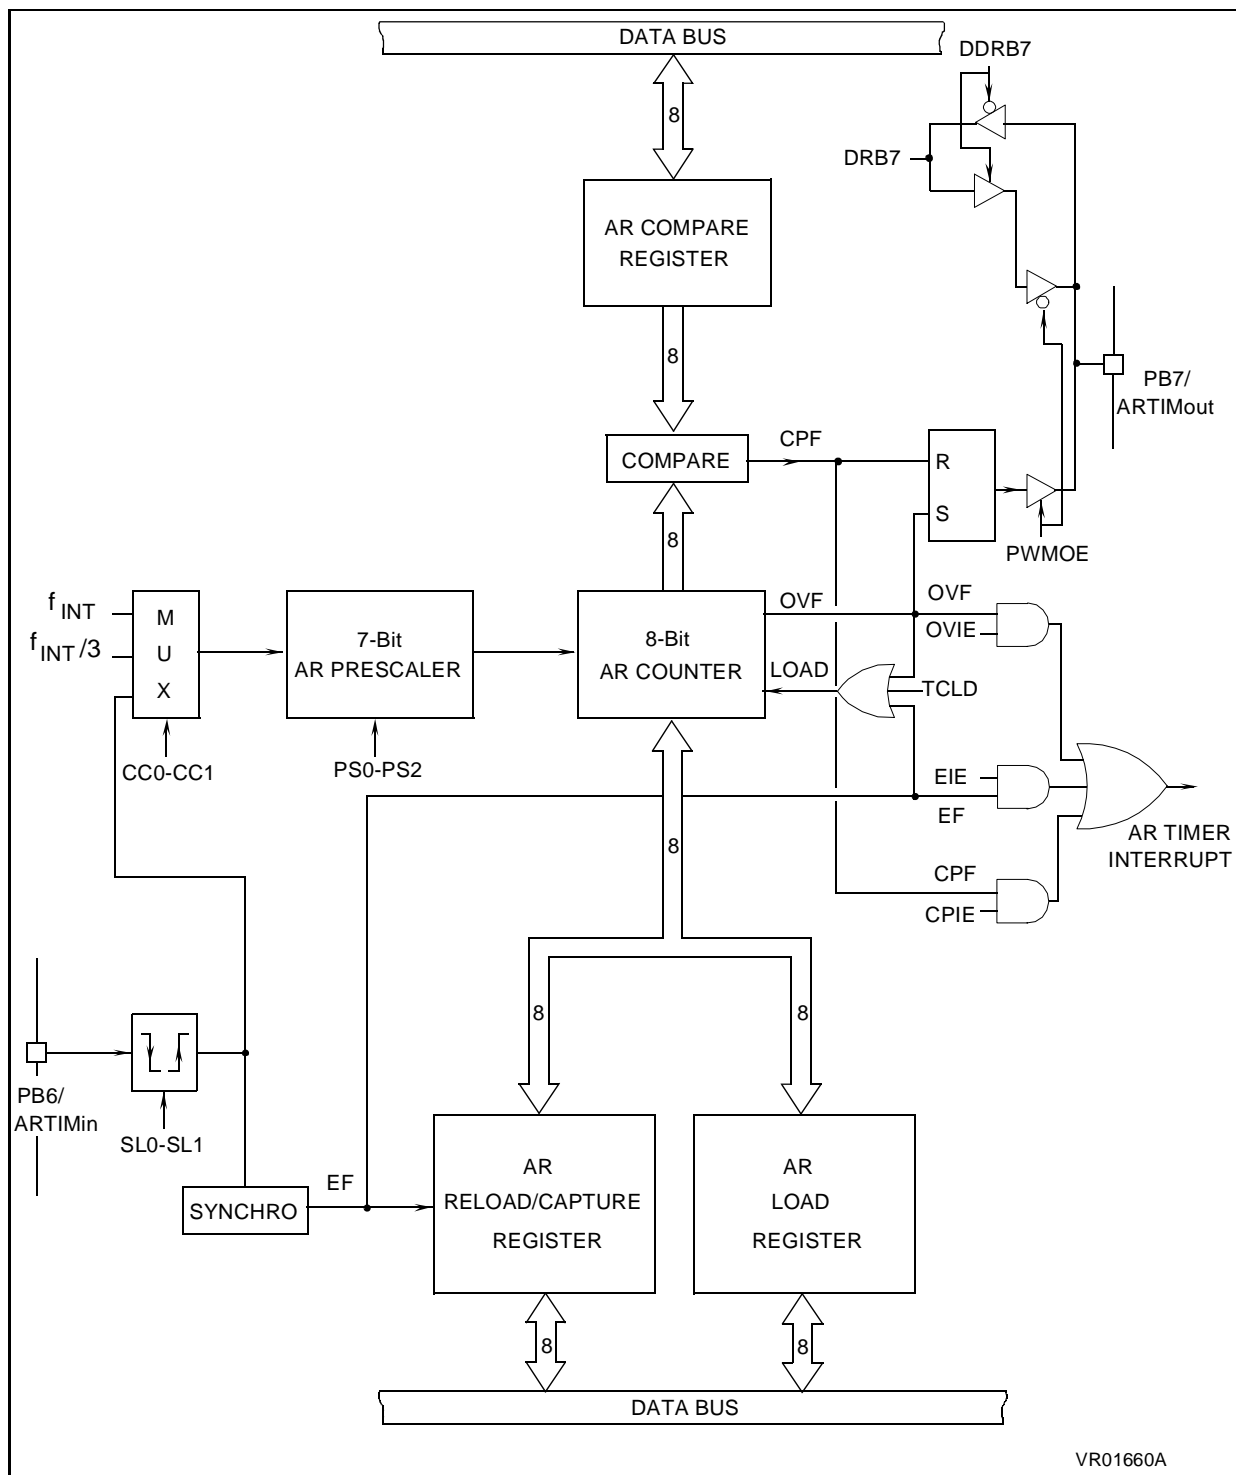 DATA BUS
DDRB7
8
DRB7
AR COMPARE
REGISTER
8
PB7/
ARTIMout
CPF
COMPARE
R
S
8
PWMOE
f INT
f INT /3
M
U
X
7-Bit
AR PRESCALER
8-Bit
AR COUNTER
OVF
OVF
OVIE
LOAD
TCLD
CC0-CC1
PS0-PS2
EIE
EF
AR TIMER
INTERRUPT
8
CPF
CPIE
8
8
PB6/
ARTIMin
SL0-SL1
EF
SYNCHRO
AR
RELOAD/CAPTURE
REGISTER
AR
LOAD
REGISTER
8
8
DATA BUS
VR01660A